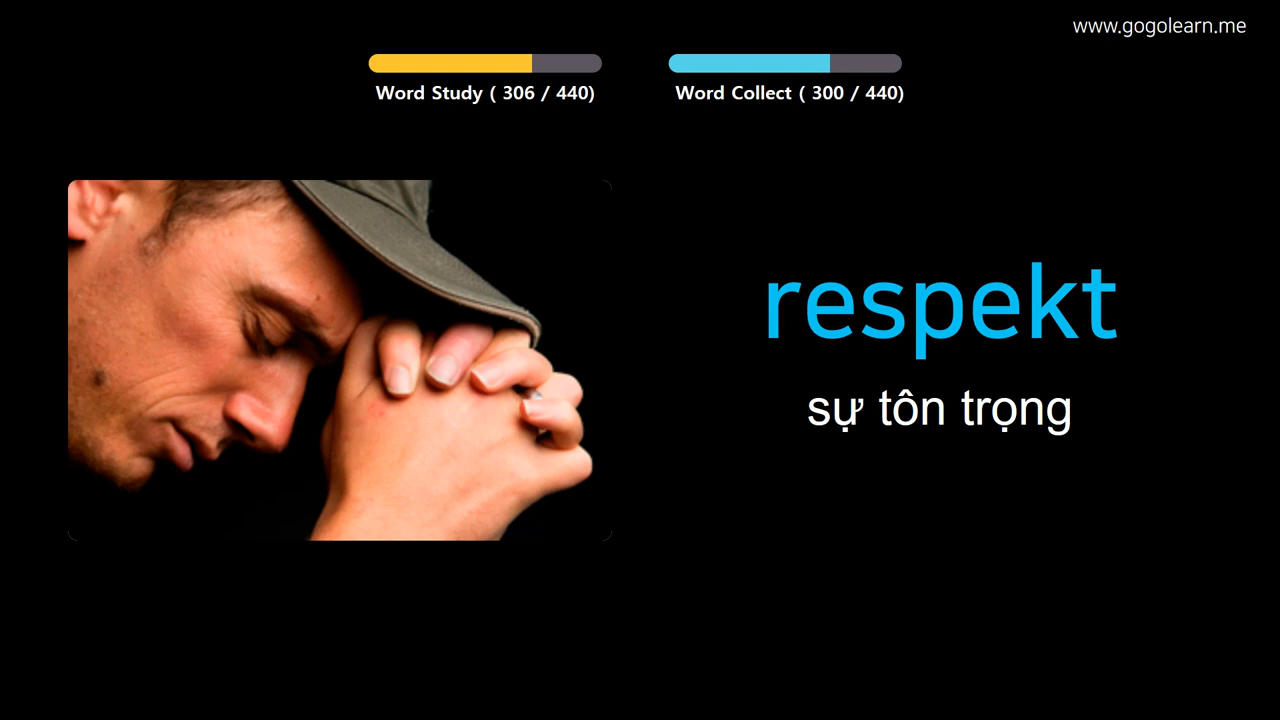 www.gogolearn.me
Word Study ( 306 / 440)
Word Collect ( 300 / 440)
respekt
sự tôn trọng